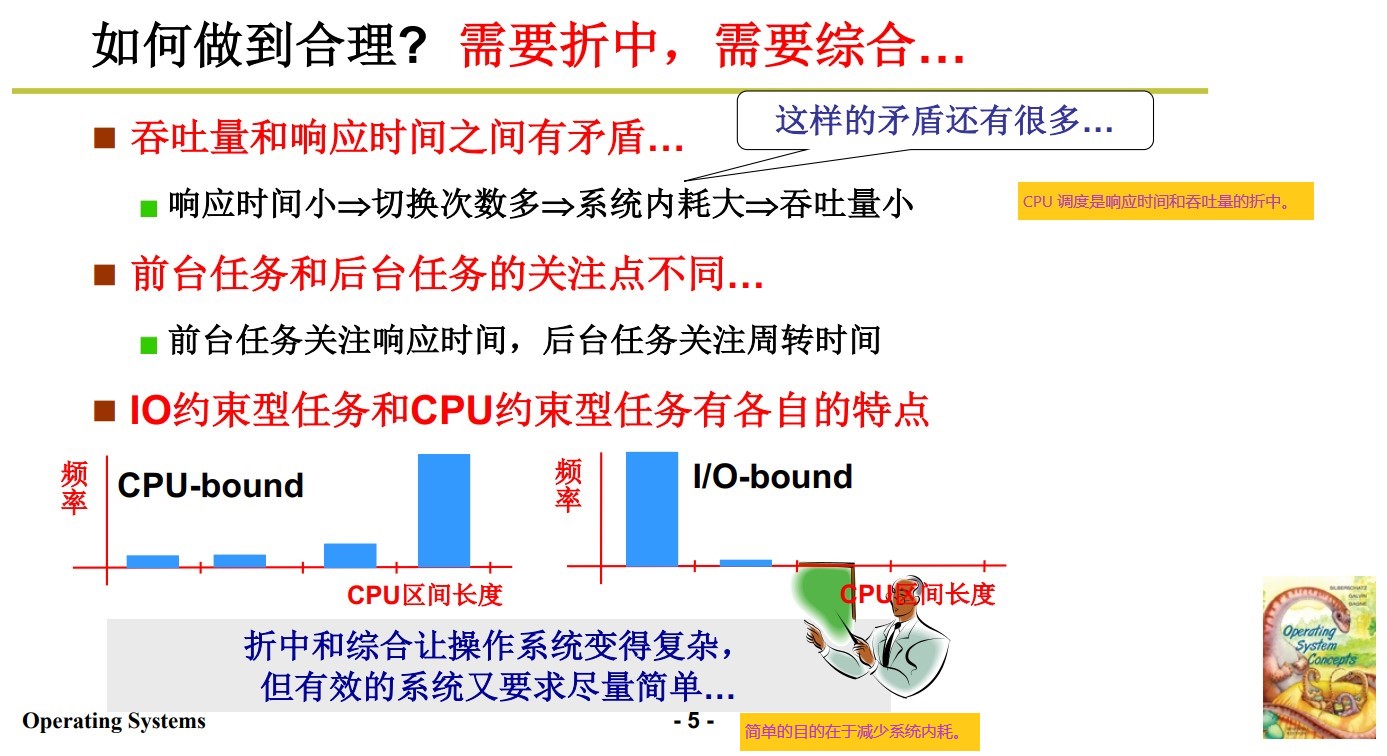 如何做到合理? 需要折中，需要综合…
吞吐量和响应时间之间有矛盾…
这样的矛盾还有很多…
响应时间小⇒切换次数多⇒系统内耗大⇒吞吐量小
CPU 调度是响应时间和吞吐量的折中。
前台任务和后台任务的关注点不同…
前台任务关注响应时间，后台任务关注周转时间
IO约束型任务和CPU约束型任务有各自的特点
频率
CPU-bound
CPU区间长度
频率
I/O-bound
CPU区间长度
折中和综合让操作系统变得复杂，
但有效的系统又要求尽量简单…
SILBERSCHATZ
GALVIN
GAGNE
Operating
System
Concepts
Operating Systems
- 5 -
简单的目的在于减少系统内耗。